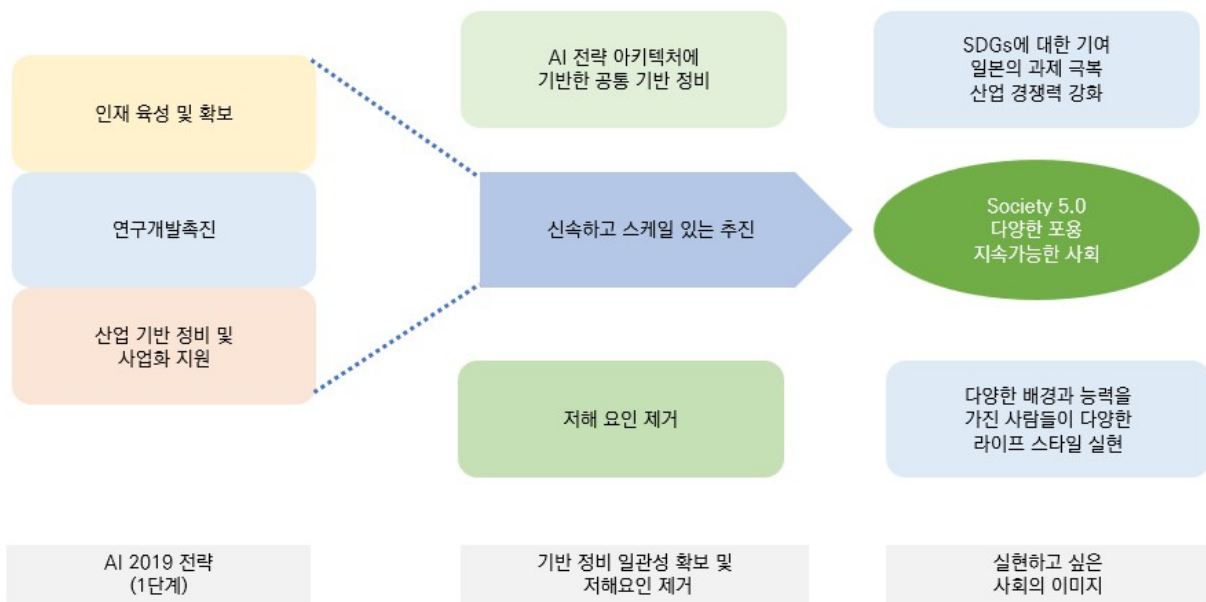 인재 육성 및 확보
연구개발촉진
산업 기반 정비 및
사업화 지원
AI 2019 전략
(1단계)
AI 전략 아키텍처에
기반한 공통 기반 정비
신속하고 스케일 있는 추진
저해 요인 제거
기반 정비 일관성 확보 및
저해요인 제거
SDGs에 대한 기여
일본의 과제 극복
산업 경쟁력 강화
Society 5.0
다양한 포용
지속가능한 사회
다양한 배경과 능력을
가진 사람들이 다양한
라이프 스타일 실현
실현하고 싶은
사회의 이미지